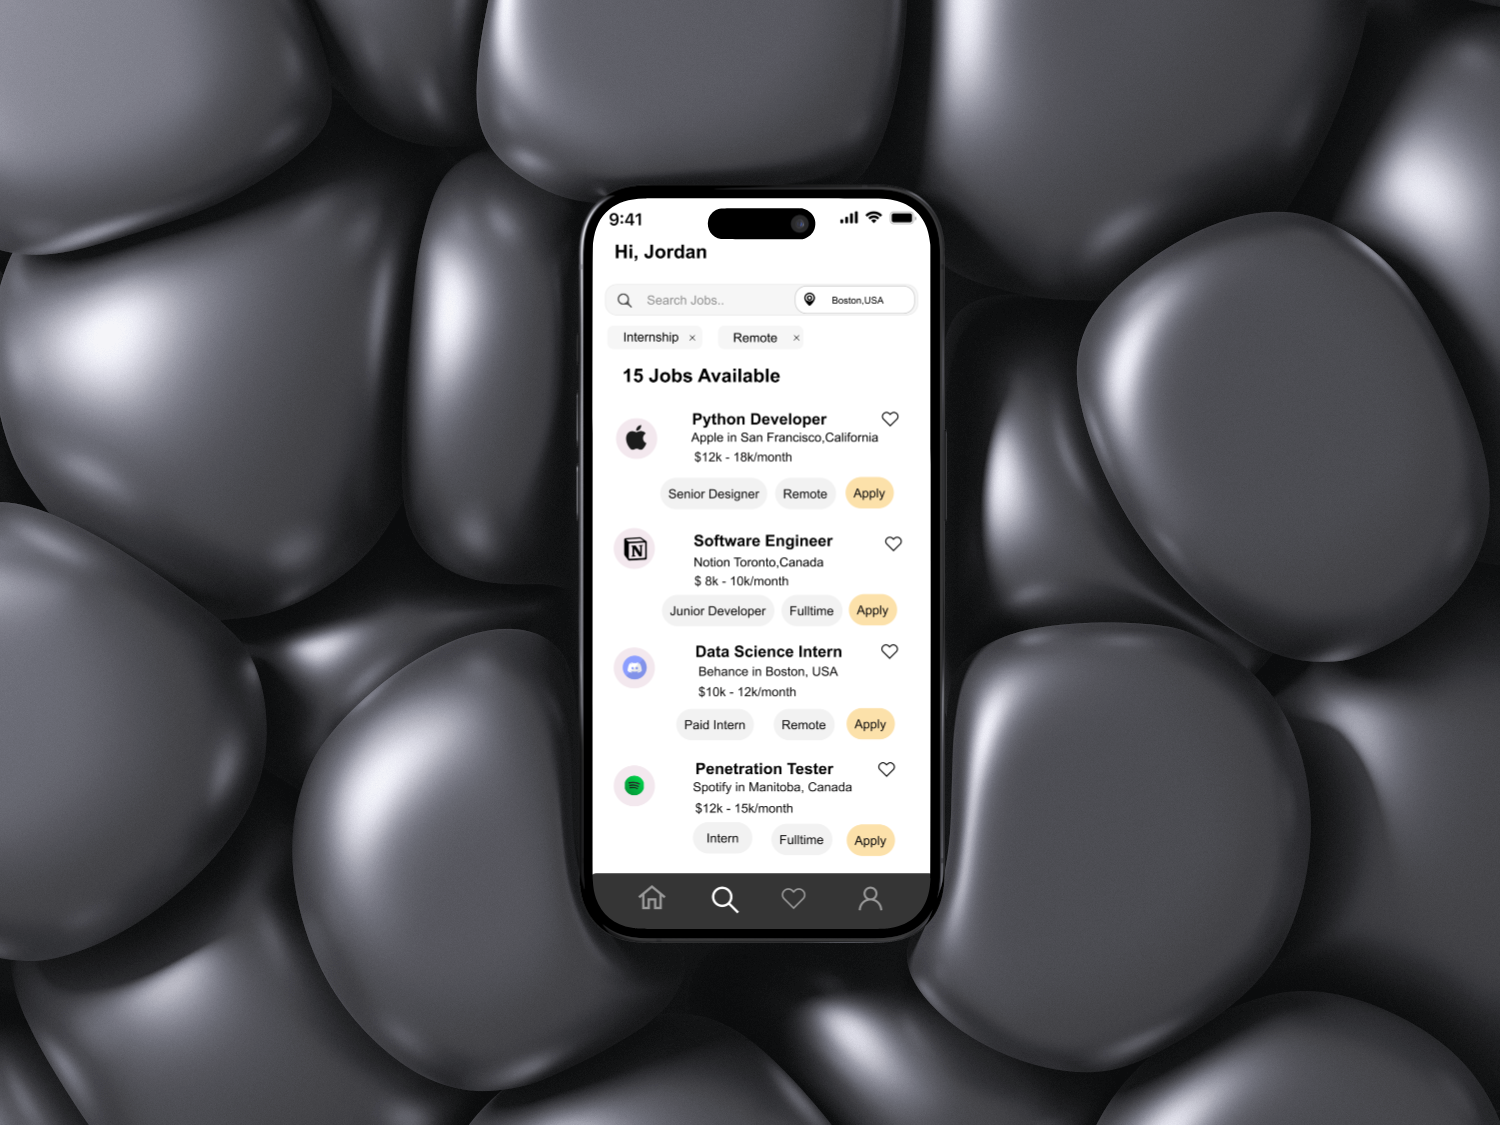 9:41
Hi, Jordan
Search Jobs..
Boston,USA
Internship ×
Remote ×
15 Jobs Available
Python Developer
Apple in San Francisco,California
$12k - 18k/month
Senior Designer
Remote
Apply
N
Software Engineer
Notion Toronto,Canada
$ 8k - 10k/month
Junior Developer
Fulltime
Apply
Data Science Intern
Behance in Boston, USA
$10k - 12k/month
Paid Intern
Remote
Apply
Penetration Tester
Spotify in Manitoba, Canada
$12k - 15k/month
Intern
Fulltime
Apply